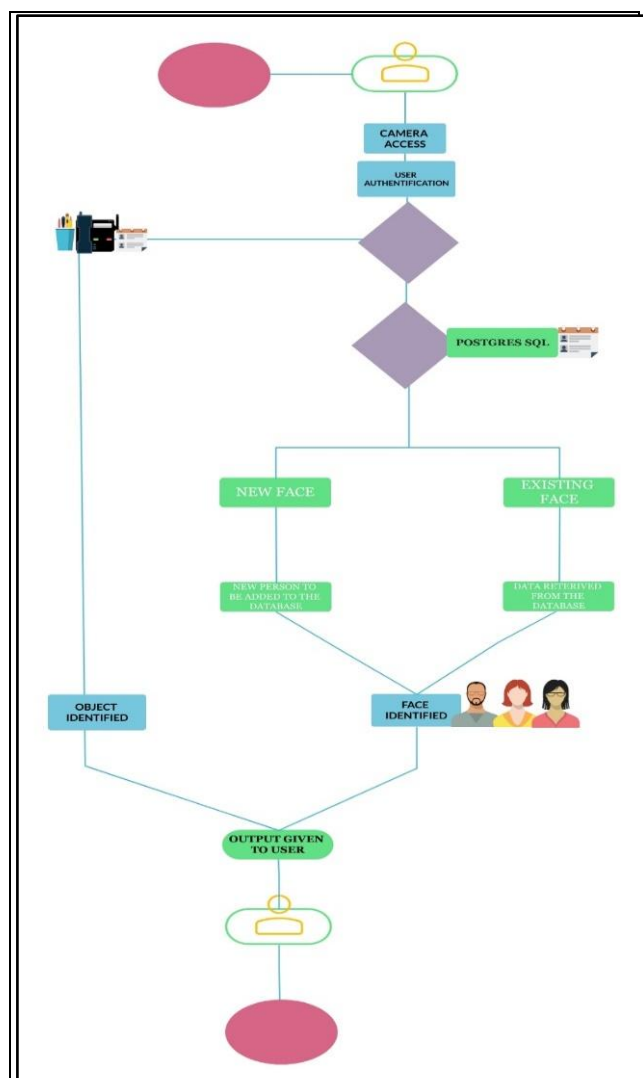 CAMERA
ACCESS
USER
AUTHENTIFICATION
POSTGRES SQL
NEW FACE
EXISTING
FACE
NEW PERSON TO
BE ADDED TO THE
DATABASE
DATA RETERIVED
FROM THE
DATABASE
OBJECT
IDENTIFIED
FACE
IDENTIFIED
OUTPUT GIVEN
TO USER